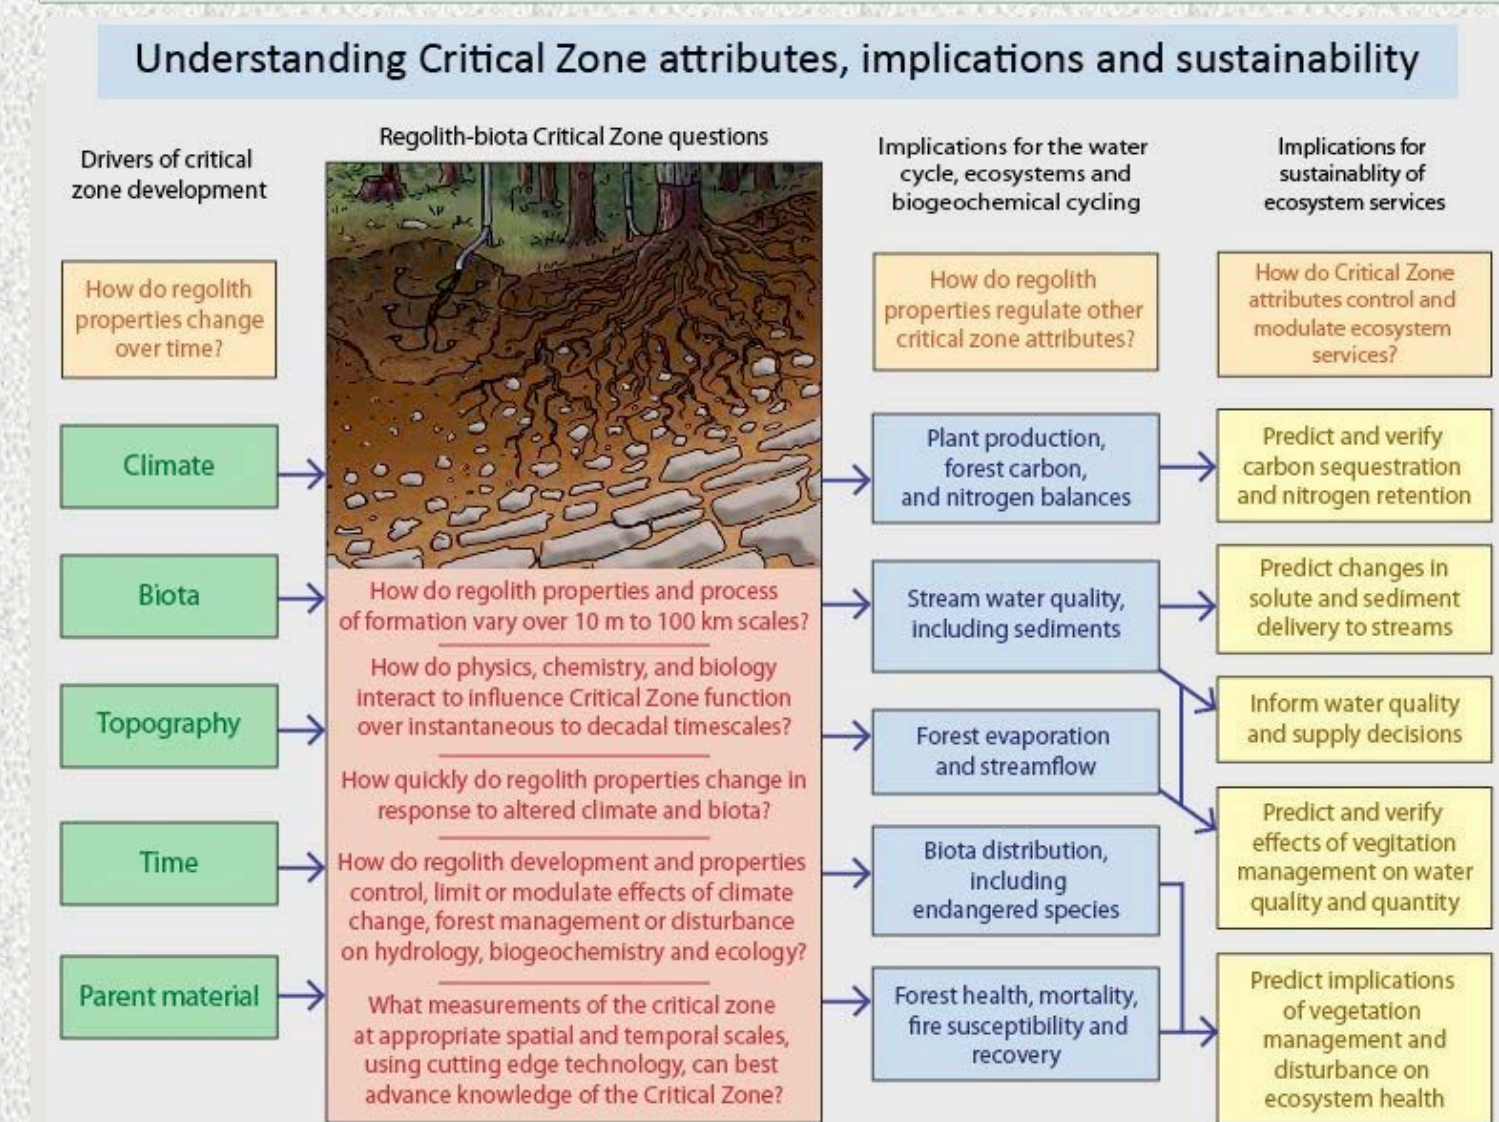 Understanding Critical Zone attributes, implications and sustainability
Drivers of critical
zone development
How do regolith
properties change
over time?
Climate
Biota
Topography
Time
Parent material
Regolith-biota Critical Zone questions
How do regolith properties and process
of formation vary over 10 m to 100 km scales?
How do physics, chemistry, and biology
interact to influence Critical Zone function
over instantaneous to decadal timescales?
How quickly do regolith properties change in
response to altered climate and biota?
How do regolith development and properties
control, limit or modulate effects of climate
change, forest management or disturbance
on hydrology, biogeochemistry and ecology?
What measurements of the critical zone
at appropriate spatial and temporal scales,
using cutting edge technology, can best
advance knowledge of the Critical Zone?
Implications for the water
cycle, ecosystems and
biogeochemical cycling
How do regolith
properties regulate other
critical zone attributes?
Plant production,
forest carbon,
and nitrogen balances
Stream water quality,
including sediments
Forest evaporation
and streamflow
Biota distribution,
including
endangered species
Forest health, mortality,
fire susceptibility and
recovery
Implications for
sustainablity of
ecosystem services
How do Critical Zone
attributes control and
modulate ecosystem
services?
Predict and verify
carbon sequestration
and nitrogen retention
Predict changes in
solute and sediment
delivery to streams
Inform water quality
and supply decisions
Predict and verify
effects of vegitation
management on water
quality and quantity
Predict implications
of vegetation
management and
disturbance on
ecosystem health